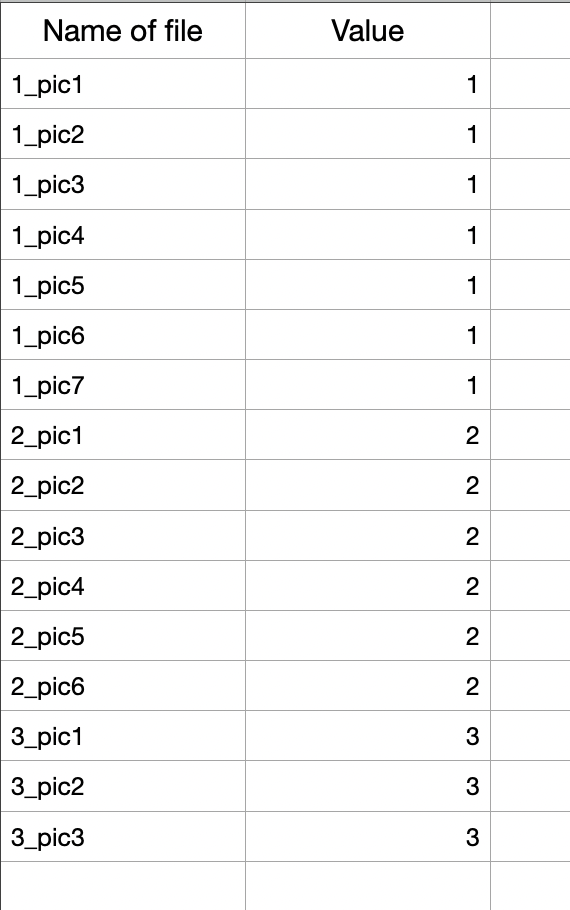 Name of file Value
1_pic1 1
1_pic2 1
1_pic3 1
1_pic4 1
1_pic5 1
1_pic6 1
1_pic7 1
2_pic1 2
2_pic2 2
2_pic3 2
2_pic4 2
2_pic5 2
2_pic6 2
3_pic1 3
3_pic2 3
3_pic3 3